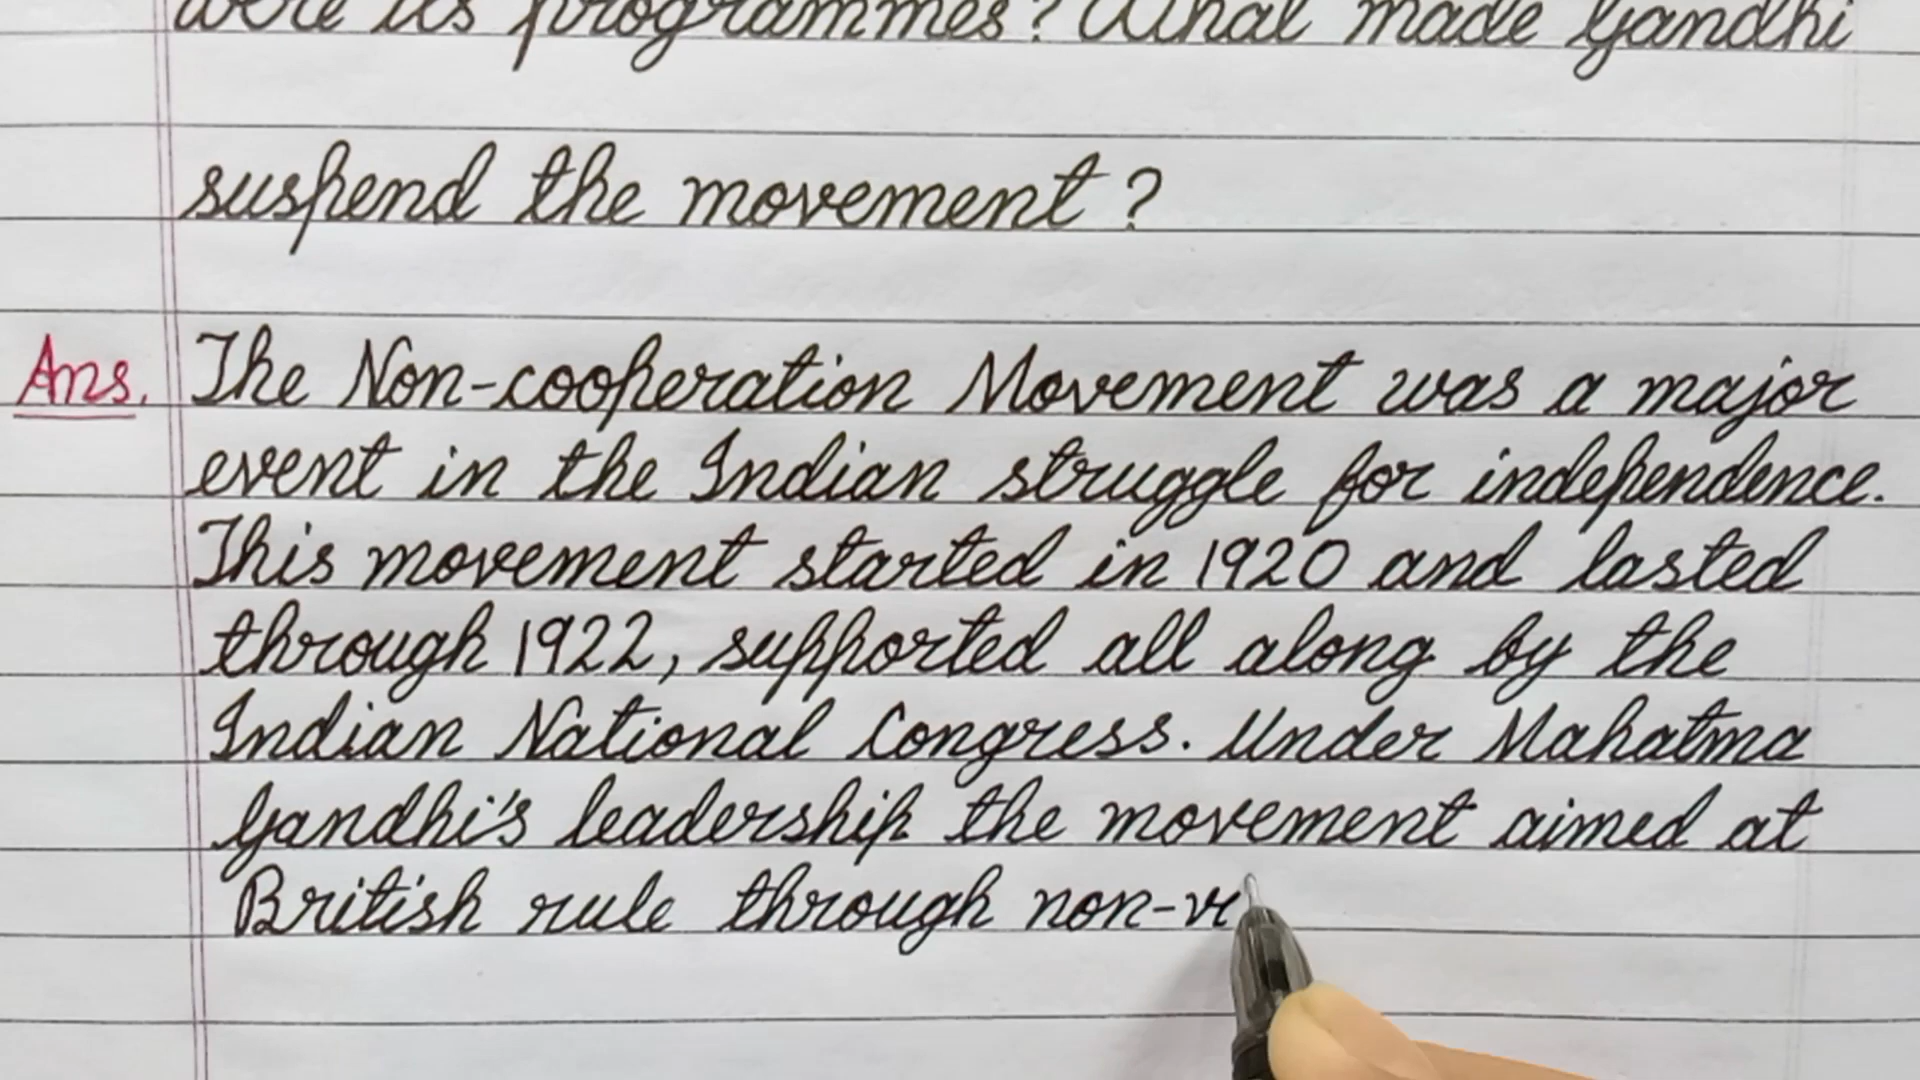 were its programmes? What made Gandhi
suspend the movement?
Ans. The Non-cooperation Movement was a major
event in the Indian struggle for independence.
This movement started in 1920 and lasted
through 1922, supported all along by the
Indian National Congress. Under Mahatma
Gandhi's leadership the movement aimed at
British rule through non-vi